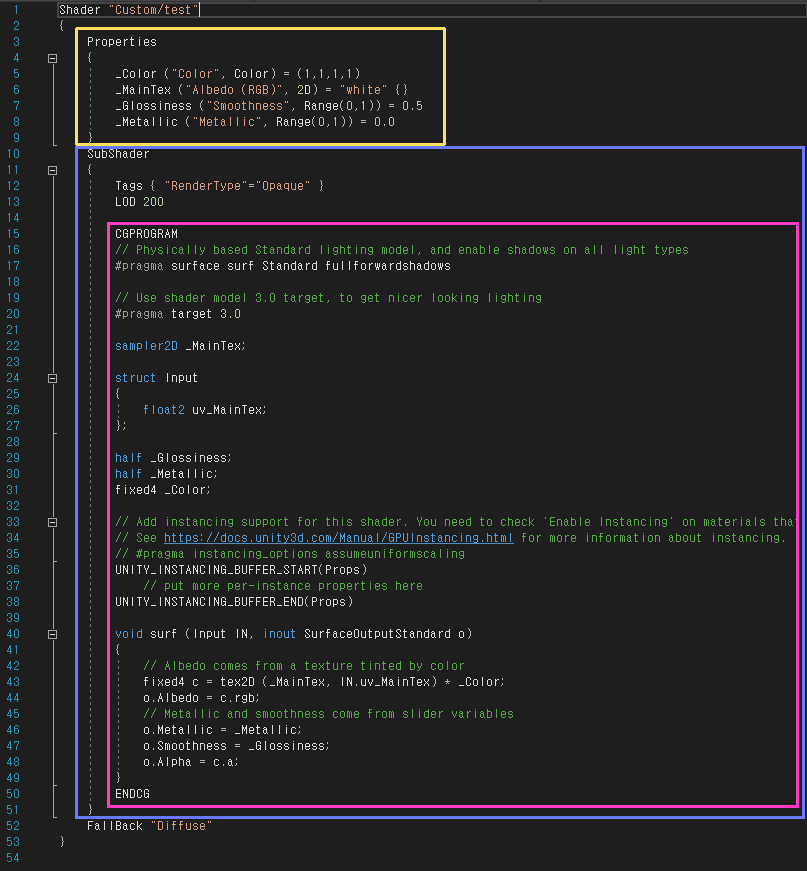 1 Shader "Custom/test"
2 {
3 Properties
4 {
5 _Color ("Color", Color) = (1,1,1,1)
6 _MainTex ("Albedo (RGB)", 2D) = "white" {}
7 _Glossiness ("Smoothness", Range(0,1)) = 0.5
8 _Metallic ("Metallic", Range(0,1)) = 0.0
9 }
10 SubShader
11 {
12 Tags { "RenderType"="Opaque" }
13 LOD 200
14
15 CGPROGRAM
16 // Physically based Standard lighting model, and enable shadows on all light types
17 #pragma surface surf Standard fullforwardshadows
18
19 // Use shader model 3.0 target, to get nicer looking lighting
20 #pragma target 3.0
21
22 sampler2D _MainTex;
23
24 struct Input
25 {
26 float2 uv_MainTex;
27 };
28
29 half _Glossiness;
30 half _Metallic;
31 fixed4 _Color;
32
33 // Add instancing support for this shader. You need to check 'Enable Instancing' on materials tha
34 // See https://docs.unity3d.com/Manual/GPUInstancing.html for more information about instancing.
35 // #pragma instancing_options assumeuniformscaling
36 UNITY_INSTANCING_BUFFER_START(Props)
37 // put more per-instance properties here
38 UNITY_INSTANCING_BUFFER_END(Props)
39
40 void surf (Input IN, inout SurfaceOutputStandard o)
41 {
42 // Albedo comes from a texture tinted by color
43 fixed4 c = tex2D (_MainTex, IN.uv_MainTex) * _Color;
44 o.Albedo = c.rgb;
45 // Metallic and smoothness come from slider variables
46 o.Metallic = _Metallic;
47 o.Smoothness = _Glossiness;
48 o.Alpha = c.a;
49 }
50 ENDCG
51 }
52 FallBack "Diffuse"
53 }
54